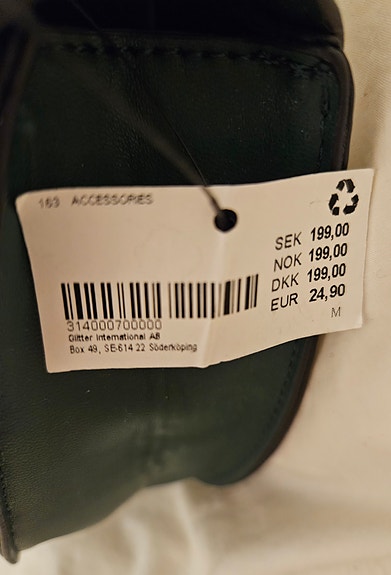 163 ACCESSORIES
SEK 199,00
NOK 199,00
DKK 199,00
EUR 24,90
M
314000700000
Glitter International AB
Box 49, SE-614 22 Söderköping